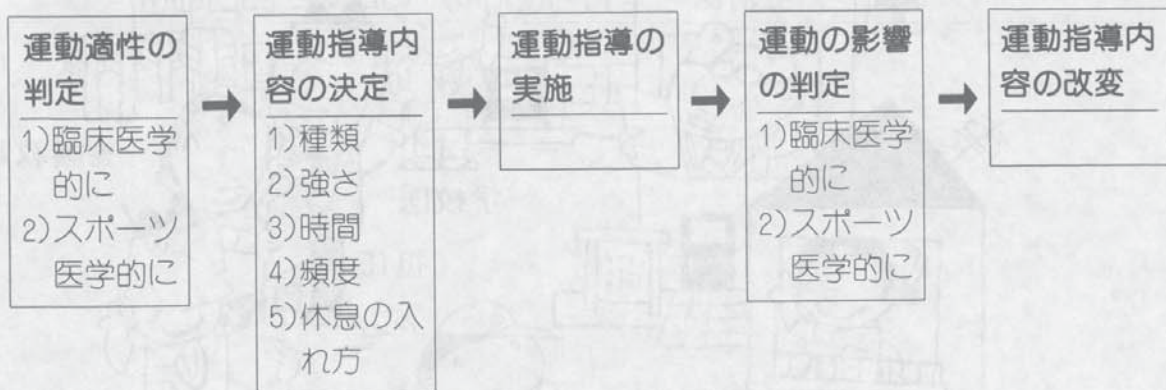 運動適性の
判定
1)臨床医学
的に
2)スポーツ
医学的に
運動指導内
容の決定
1)種類
2)強さ
3)時間
4)頻度
5)休息の入
れ方
運動指導の
実施
運動の影響
の判定
1)臨床医学
的に
2)スポーツ
医学的に
運動指導内
容の改変